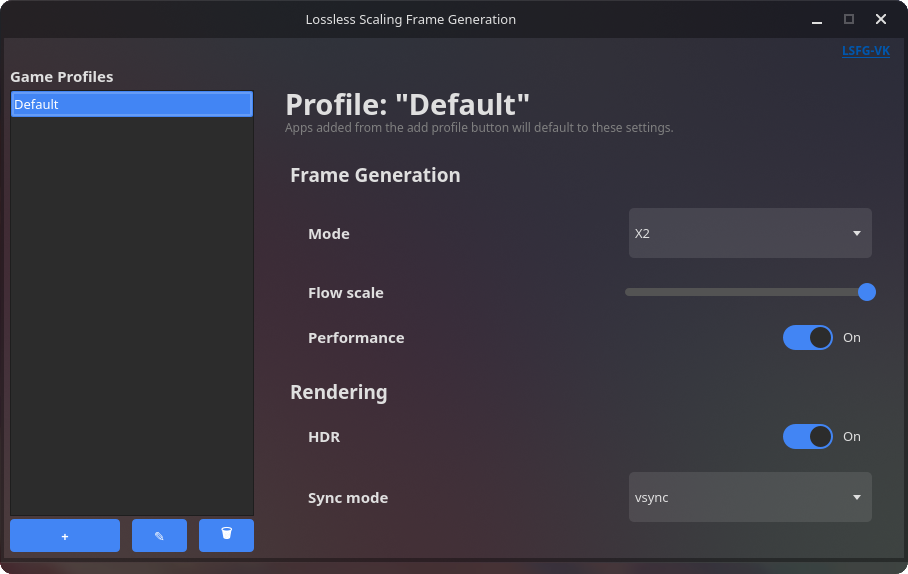 Lossless Scaling Frame Generation
LSFG-VK
Game Profiles
Default
+
Profile: "Default"
Apps added from the add profile button will default to these settings.
Frame Generation
Mode
X2
Flow scale
Performance
On
Rendering
HDR
On
Sync mode
vsync